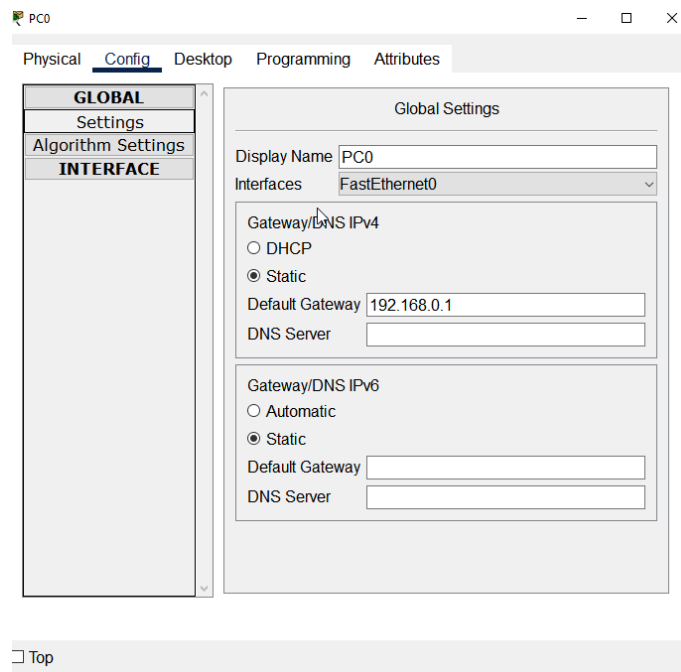 PC0
Physical Config Desktop Programming Attributes
GLOBAL
Settings
Algorithm Settings
INTERFACE
Global Settings
Display Name PC0
Interfaces FastEthernet0
Gateway/DNS IPv4
DHCP
Static
Default Gateway 192.168.0.1
DNS Server
Gateway/DNS IPv6
Automatic
Static
Default Gateway
DNS Server
Top